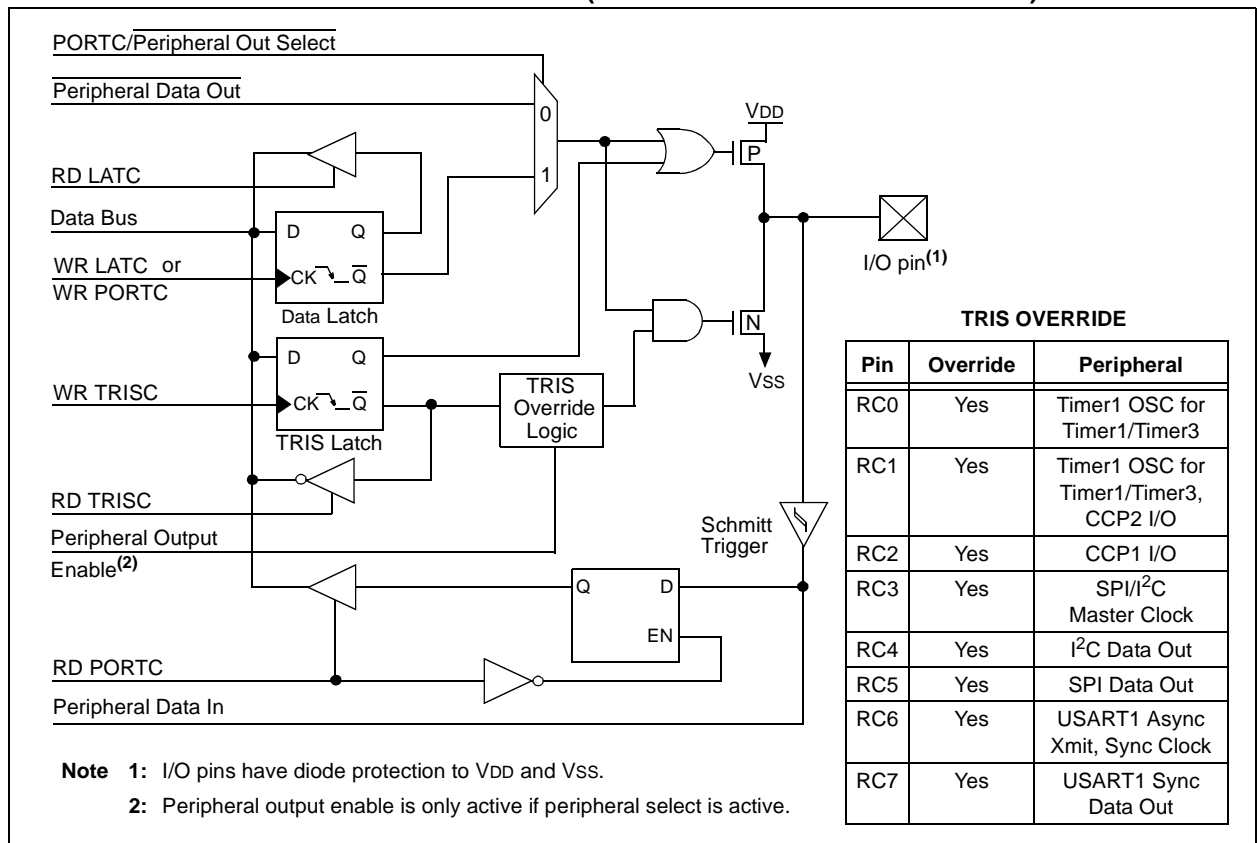 PORTC/Peripheral Out Select
Peripheral Data Out
0
1
VDD
P
RD LATC
Data Bus
D Q
WR LATC or
WR PORTC
CK Q
Data Latch
I/O pin(1)
N
Vss
D Q
WR TRISC
CK Q
TRIS Latch
TRIS
Override
Logic
RD TRISC
Peripheral Output
Enable(2)
Schmitt
Trigger
Q D
EN
RD PORTC
Peripheral Data In
TRIS OVERRIDE
Pin Override Peripheral
RC0 Yes Timer1 OSC for
Timer1/Timer3
RC1 Yes Timer1 OSC for
Timer1/Timer3,
CCP2 I/O
RC2 Yes CCP1 I/O
RC3 Yes SPI/I2C
Master Clock
RC4 Yes I2C Data Out
RC5 Yes SPI Data Out
RC6 Yes USART1 Async
Xmit, Sync Clock
RC7 Yes USART1 Sync
Data Out
Note 1: I/O pins have diode protection to VDD and VSS.
2: Peripheral output enable is only active if peripheral select is active.